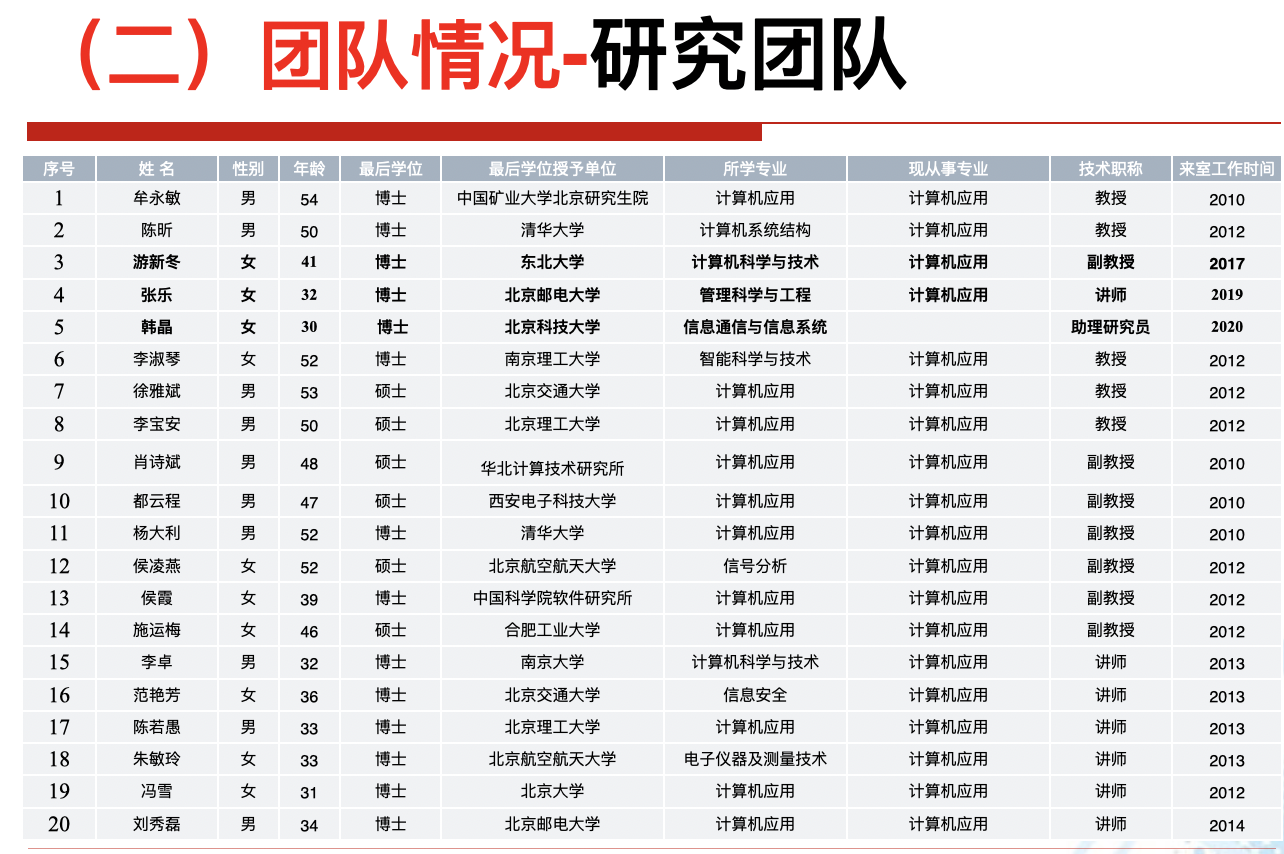 （二）团队情况-研究团队
序号 姓 名 性别 年龄 最后学位 最后学位授予单位 所学专业 现从事专业 技术职称 来室工作时间
1 牟永敏 男 54 博士 中国矿业大学北京研究生院 计算机应用 计算机应用 教授 2010
2 陈昕 男 50 博士 清华大学 计算机系统结构 计算机应用 教授 2012
3 游新冬 女 41 博士 东北大学 计算机科学与技术 计算机应用 副教授 2017
4 张乐 女 32 博士 北京邮电大学 管理科学与工程 计算机应用 讲师 2019
5 韩晶 女 30 博士 北京科技大学 信息通信与信息系统 助理研究员 2020
6 李淑琴 女 52 博士 南京理工大学 智能科学与技术 计算机应用 教授 2012
7 徐雅斌 男 53 硕士 北京交通大学 计算机应用 计算机应用 教授 2012
8 李宝安 男 50 硕士 北京理工大学 计算机应用 计算机应用 教授 2012
9 肖诗斌 男 48 硕士 华北计算技术研究所 计算机应用 计算机应用 副教授 2010
10 都云程 男 47 硕士 西安电子科技大学 计算机应用 计算机应用 副教授 2010
11 杨大利 男 52 博士 清华大学 计算机应用 计算机应用 副教授 2010
12 侯凌燕 女 52 硕士 北京航空航天大学 信号分析 计算机应用 副教授 2012
13 侯霞 女 39 博士 中国科学院软件研究所 计算机应用 计算机应用 副教授 2012
14 施运梅 女 46 硕士 合肥工业大学 计算机应用 计算机应用 副教授 2012
15 李卓 男 32 博士 南京大学 计算机科学与技术 计算机应用 讲师 2013
16 范艳芳 女 36 博士 北京交通大学 信息安全 计算机应用 讲师 2013
17 陈若愚 男 33 博士 北京理工大学 计算机应用 计算机应用 讲师 2013
18 朱敏玲 女 33 博士 北京航空航天大学 电子仪器及测量技术 计算机应用 讲师 2013
19 冯雪 女 31 博士 北京大学 计算机应用 计算机应用 讲师 2012
20 刘秀磊 男 34 博士 北京邮电大学 计算机应用 计算机应用 讲师 2014